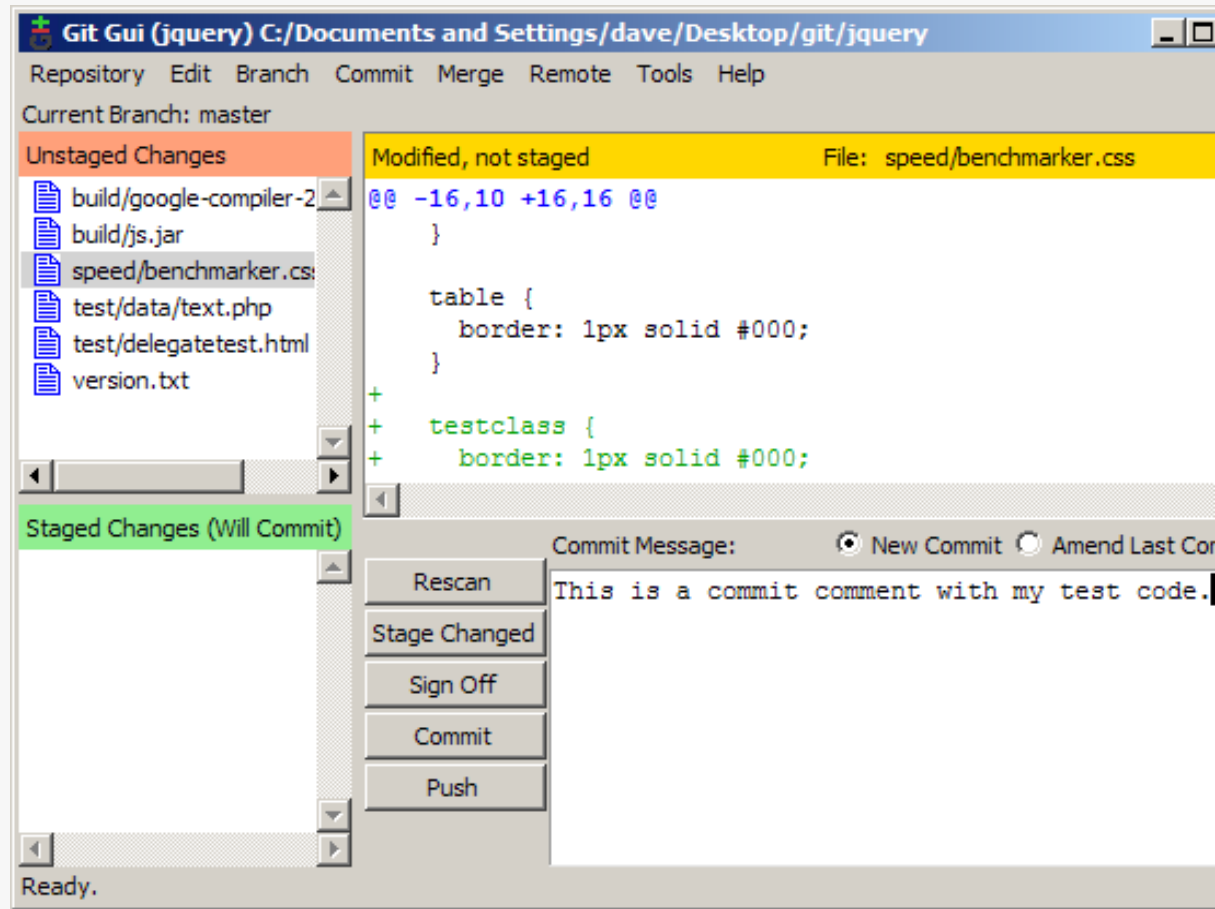 Git Gui (jquery) C:/Documents and Settings/dave/Desktop/git/jquery
Repository Edit Branch Commit Merge Remote Tools Help
Current Branch: master
Unstaged Changes
build/google-compiler-2
build/js.jar
speed/benchmarker.css
test/data/text.php
test/delegatetest.html
version.txt
Modified, not staged File: speed/benchmarker.css
@@ -16,10 +16,16 @@
}
table {
border: 1px solid #000;
}
+
+ testclass {
+ border: 1px solid #000;
Staged Changes (Will Commit)
Commit Message: New Commit Amend Last Cor
Rescan
Stage Changed
Sign Off
Commit
Push
This is a commit comment with my test code.
Ready.